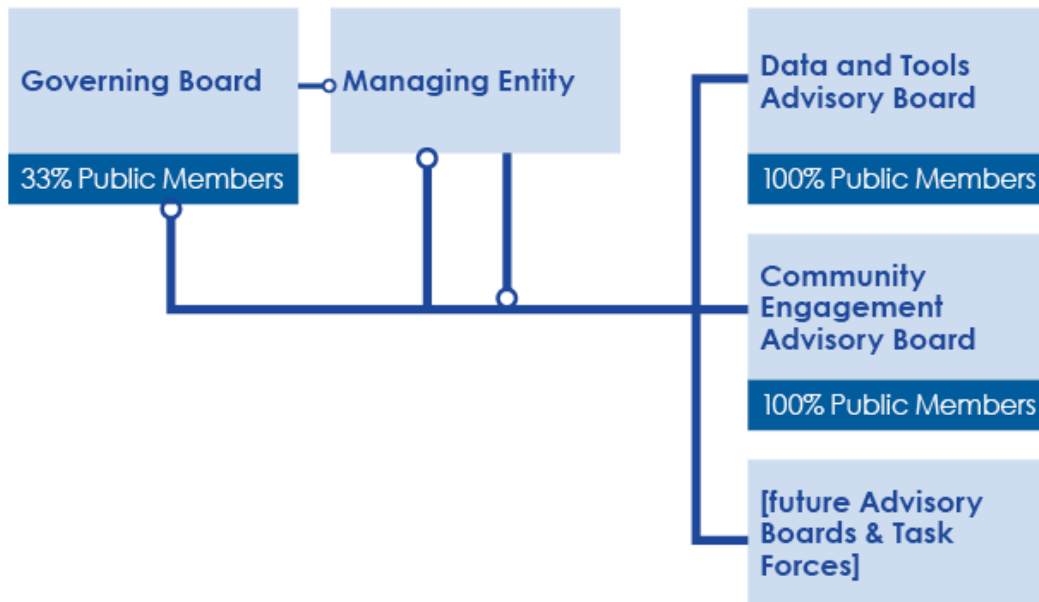 Governing Board
33% Public Members
Managing Entity
Data and Tools
Advisory Board
100% Public Members
Community
Engagement
Advisory Board
100% Public Members
[future Advisory
Boards & Task
Forces]